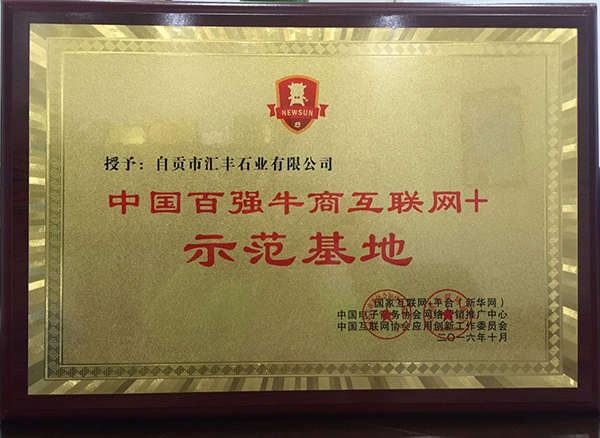 NEWSUN
授予：自贡市汇丰石业有限公司
中国百强牛商互联网+
示范基地
国家互联网+平台（新华网）
中国电子商务协会网络营销推广中心
中国互联网协会应用创新工作委员会
二〇一六年十月